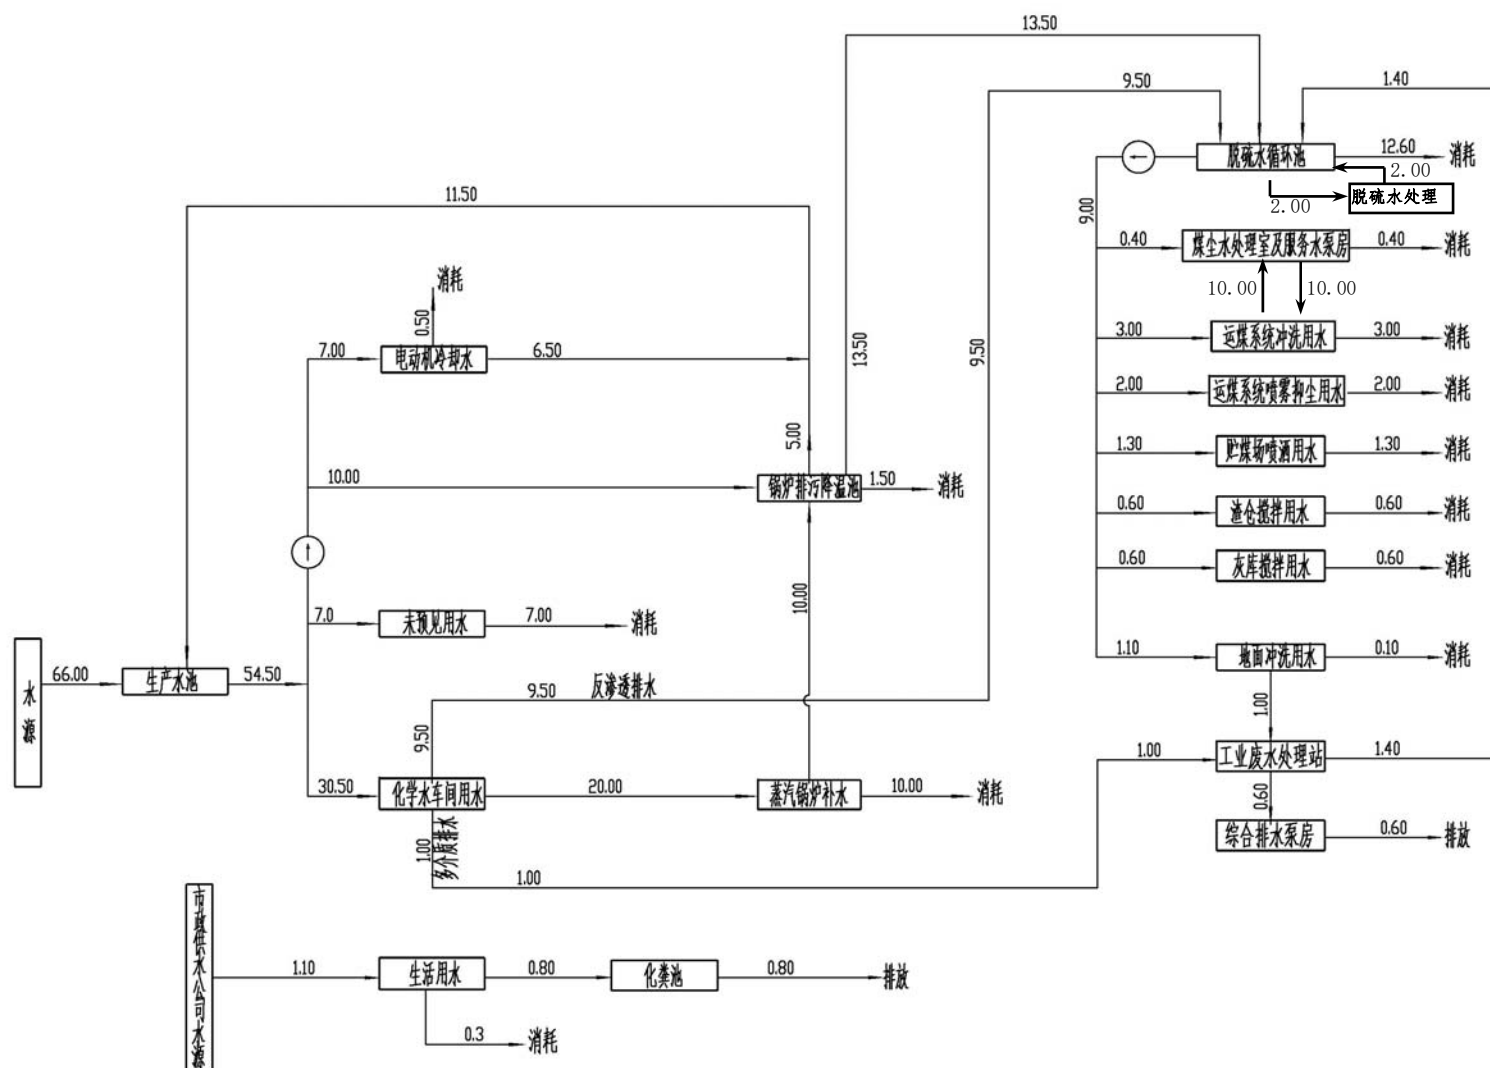 13.50
9.50
1.40
脱硫水循环池
12.60
消耗
2.00
脱硫水处理
2.00
11.50
9.00
0.40
煤尘水处理室及服务水泵房
0.40
消耗
10.00
10.00
消耗
0.50
7.00
电动机冷却水
6.50
13.50
9.50
3.00
运煤系统冲洗用水
3.00
消耗
2.00
运煤系统喷雾抑尘用水
2.00
消耗
5.00
1.30
贮煤场喷洒用水
1.30
消耗
10.00
锅炉排污降温池
1.50
消耗
0.60
渣仓搅拌用水
0.60
消耗
0.60
灰库搅拌用水
0.60
消耗
10.00
7.0
未预见用水
7.00
消耗
水源
66.00
生产水池
54.50
1.10
地面冲洗用水
0.10
消耗
9.50
反渗透排水
9.50
1.00
1.00
工业废水处理站
1.40
30.50
化学水车间用水
20.00
蒸汽锅炉补水
10.00
消耗
0.60
综合排水泵房
0.60
排放
1.00
多介质排水
1.00
市政供水公司水源
1.10
生活用水
0.80
化粪池
0.80
排放
0.3
消耗